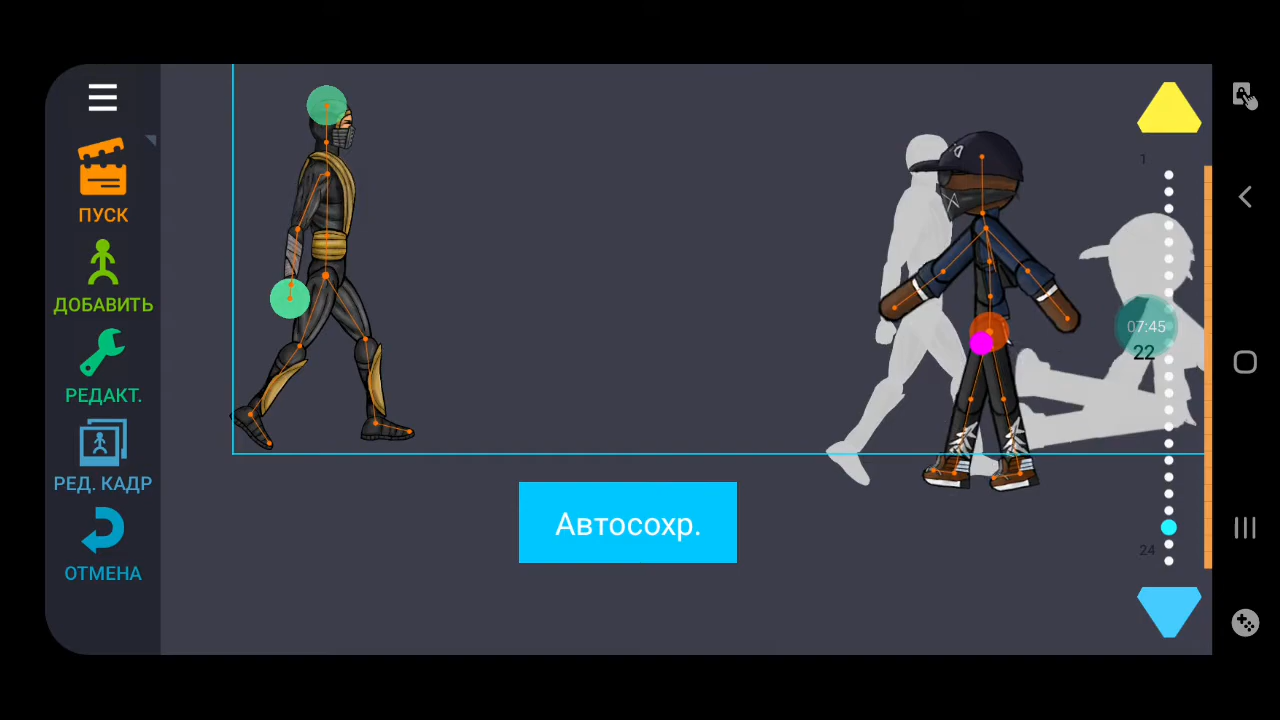 ПУСК
ДОБАВИТЬ
РЕДАКТ.
РЕД. КАДР
ОТМЕНА
Автосохр.
1
07:45
22
24